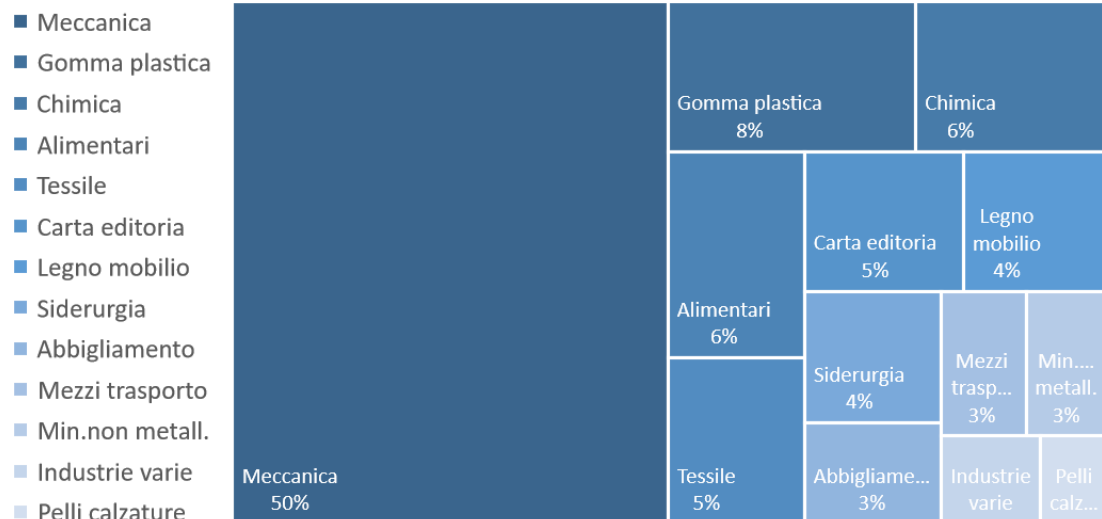 Meccanica
Gomma plastica
Chimica
Alimentari
Tessile
Carta editoria
Legno mobilio
Siderurgia
Abbigliamento
Mezzi trasporto
Min.non metall.
Industrie varie
Pelli calzature
Meccanica
50%
Gomma plastica
8%
Chimica
6%
Alimentari
6%
Tessile
5%
Carta editoria
5%
Legno
mobilio
4%
Siderurgia
4%
Abbigliame...
3%
Mezzi
trasp...
3%
Min....
metall.
3%
Industrie
varie
Pelli
calz...